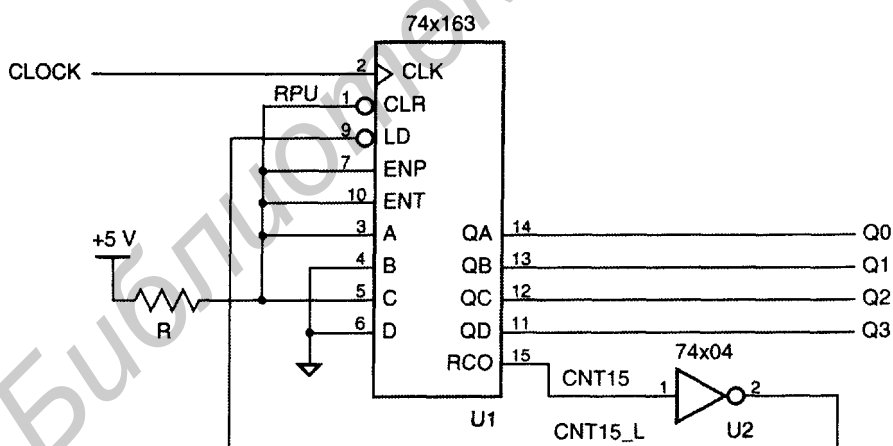 74x163
CLOCK 2 CLK
RPU 1 CLR
9 LD
7 ENP
10 ENT
3 A QA 14 Q0
+5 V 4 B QB 13 Q1
5 C QC 12 Q2
R 6 D QD 11 Q3
RCO 15 74x04
CNT15 1 2
U1 CNT15_L U2
Библиотек